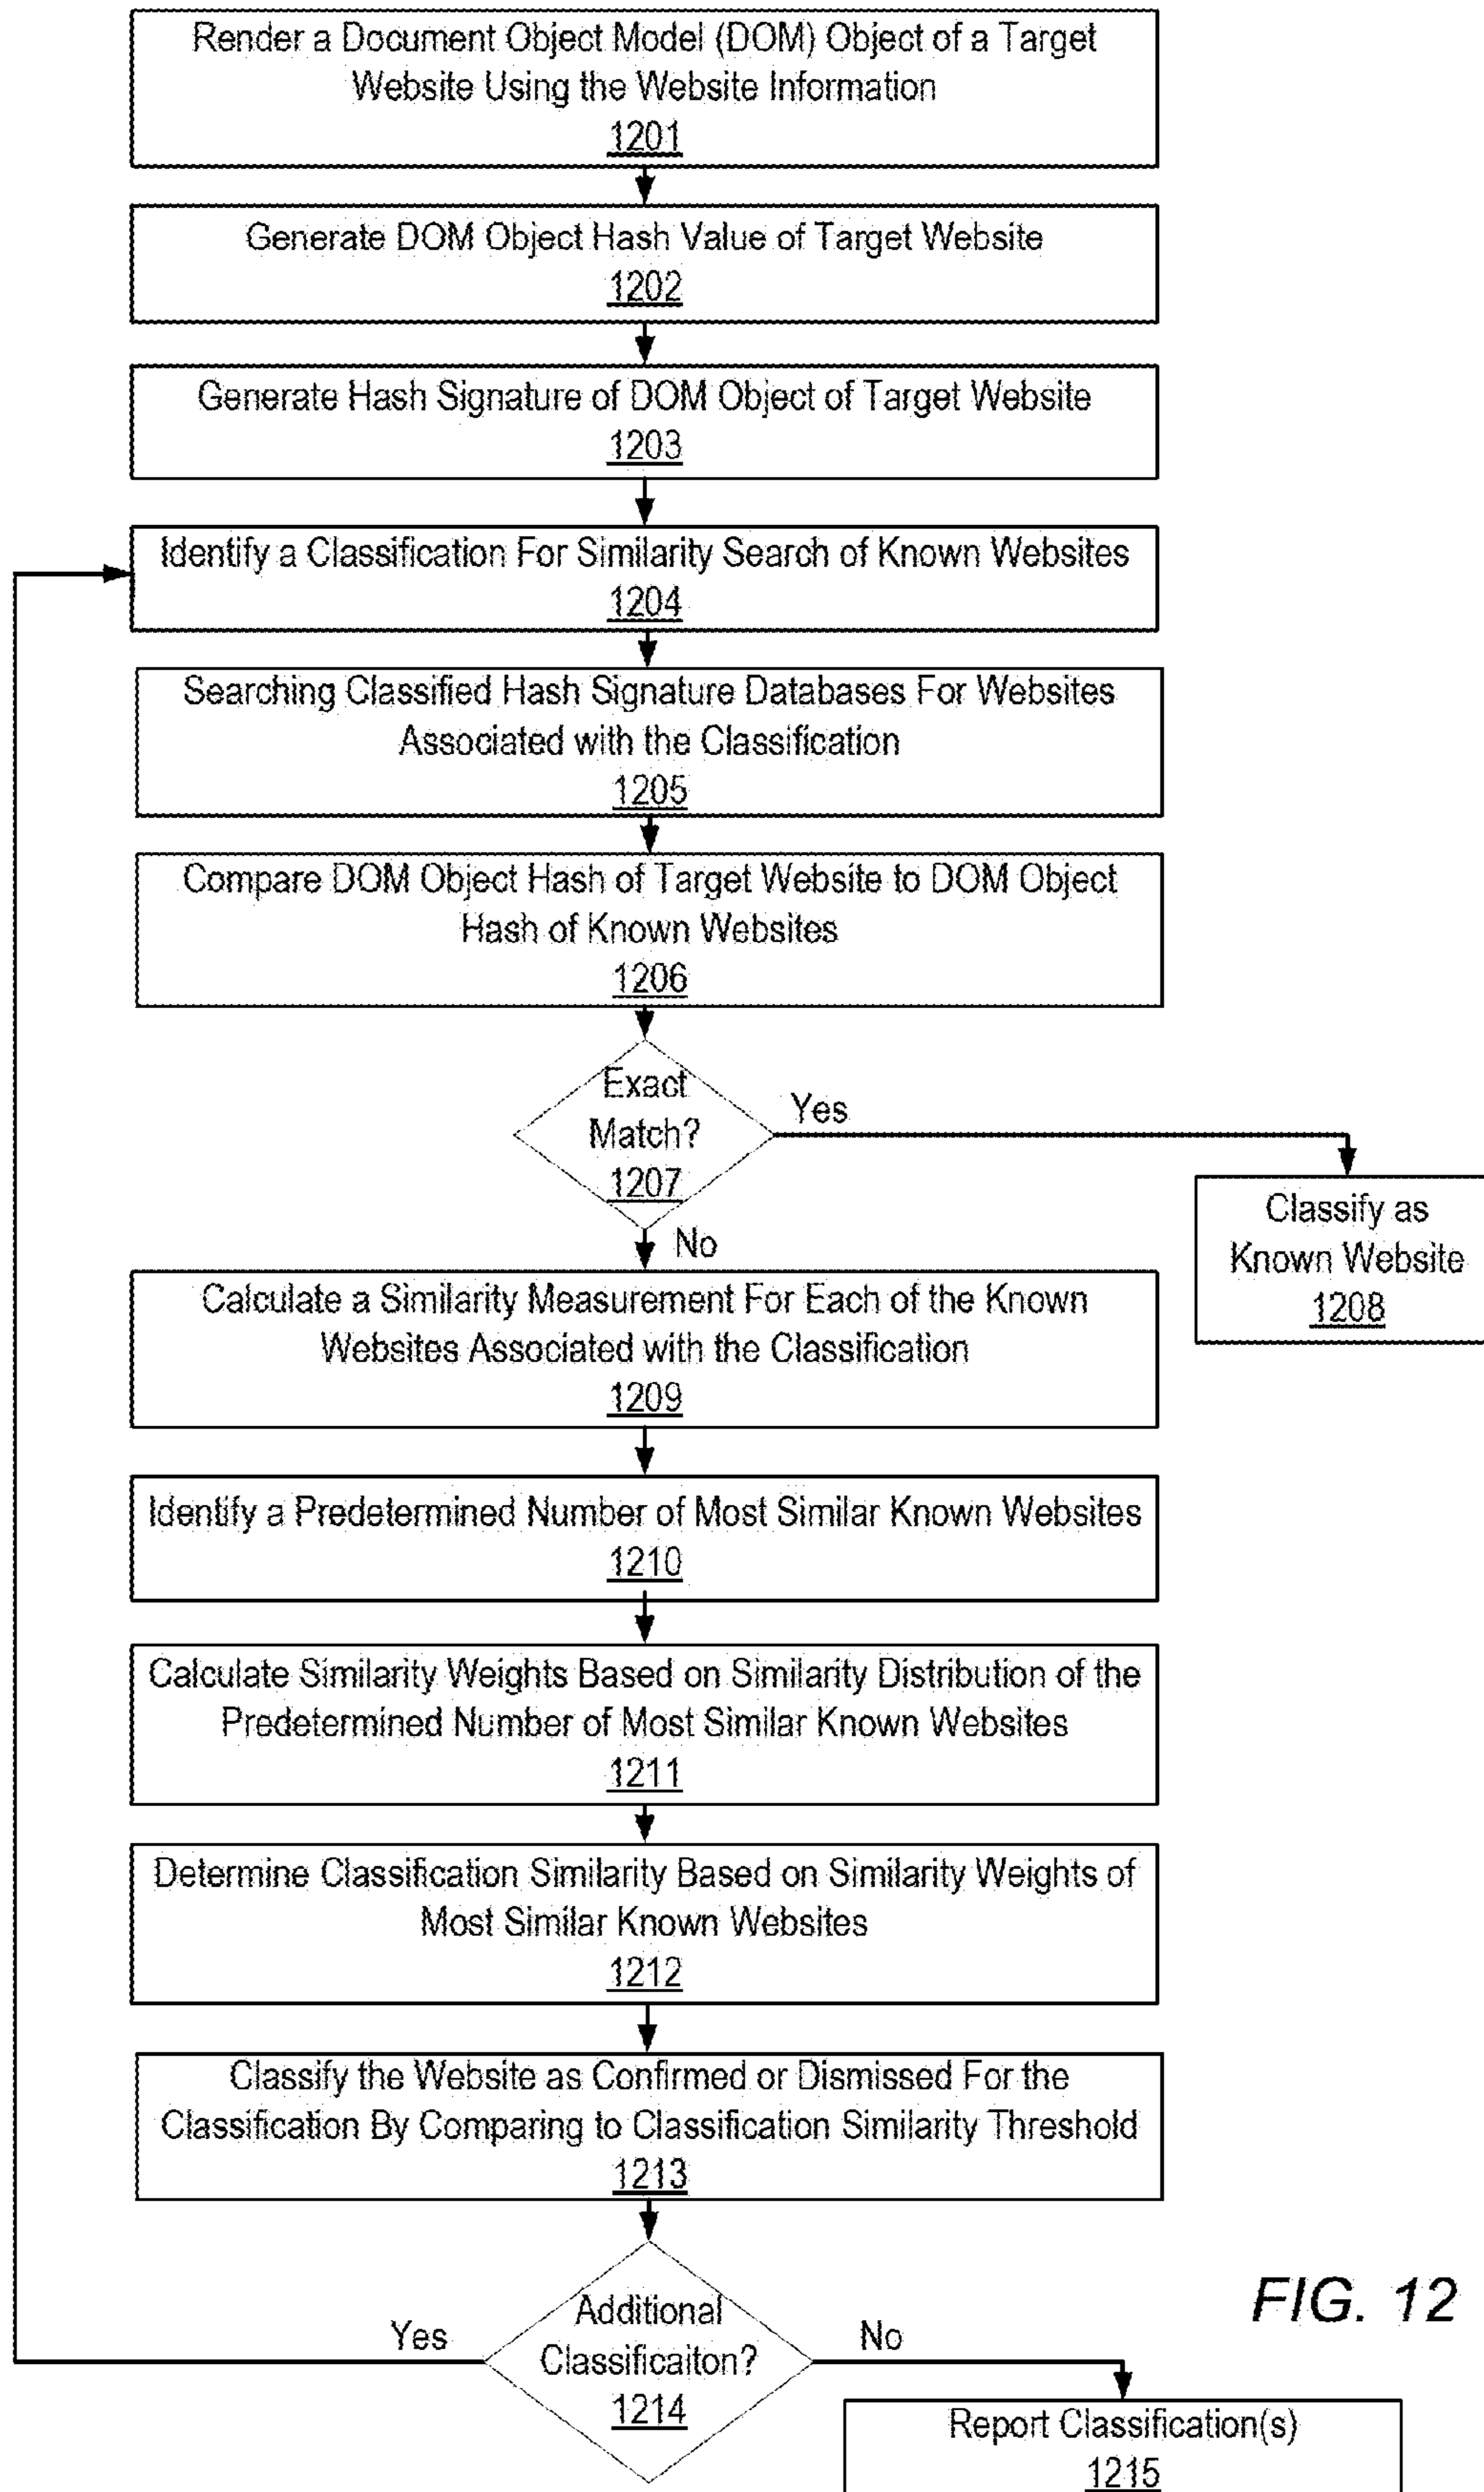 Render a Document Object Model (DOM) Object of a Target
Website Using the Website Information
1201
Generate DOM Object Hash Value of Target Website
1202
Generate Hash Signature of DOM Object of Target Website
1203
Identify a Classification For Similarity Search of Known Websites
1204
Searching Classified Hash Signature Databases For Websites
Associated with the Classification
1205
Compare DOM Object Hash of Target Website to DOM Object
Hash of Known Websites
1206
Exact
Match?
1207
Yes
Classify as
Known Website
1208
No
Calculate a Similarity Measurement For Each of the Known
Websites Associated with the Classification
1209
Identify a Predetermined Number of Most Similar Known Websites
1210
Calculate Similarity Weights Based on Similarity Distribution of the
Predetermined Number of Most Similar Known Websites
1211
Determine Classification Similarity Based on Similarity Weights of
Most Similar Known Websites
1212
Classify the Website as Confirmed or Dismissed For the
Classification By Comparing to Classification Similarity Threshold
1213
Additional
Classificaiton?
1214
Yes
No
Report Classification(s)
1215
FIG. 12